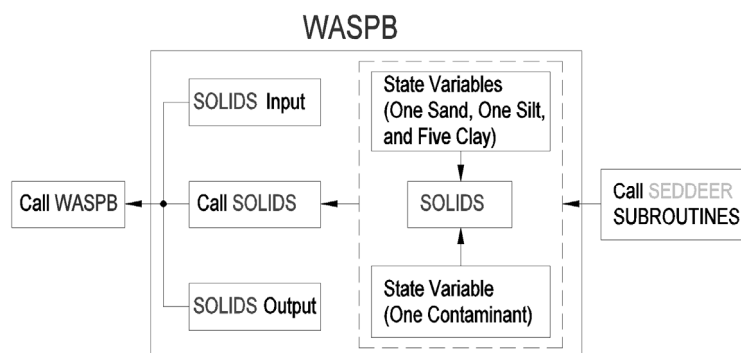 WASPB
SOLIDS Input
State Variables
(One Sand, One Silt,
and Five Clay)
Call WASPB
Call SOLIDS
SOLIDS
Call SEDDEER
SUBROUTINES
SOLIDS Output
State Variable
(One Contaminant)